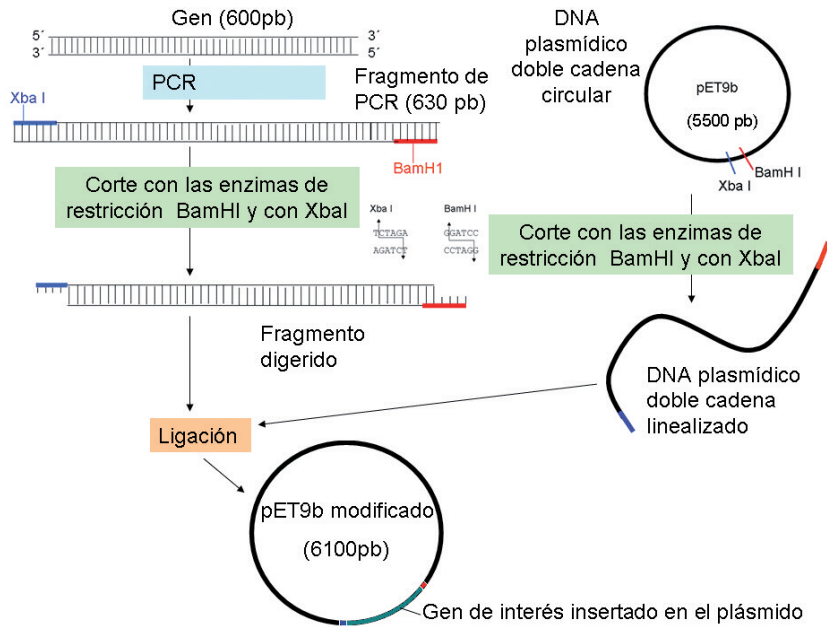 Gen (600pb)
5´ 3´
3´ 5´
PCR
Fragmento de
PCR (630 pb)
Xba I
BamH1
Corte con las enzimas de
restricción BamHI y con XbaI
Xba I
TCTAGA
AGATCT
BamH I
GGATCC
CCTAGG
Fragmento
digerido
DNA
plasmídico
doble cadena
circular
pET9b
(5500 pb)
BamH I
Xba I
Corte con las enzimas de
restricción BamHI y con XbaI
DNA plasmídico
doble cadena
linealizado
Ligación
pET9b modificado
(6100pb)
Gen de interés insertado en el plásmido